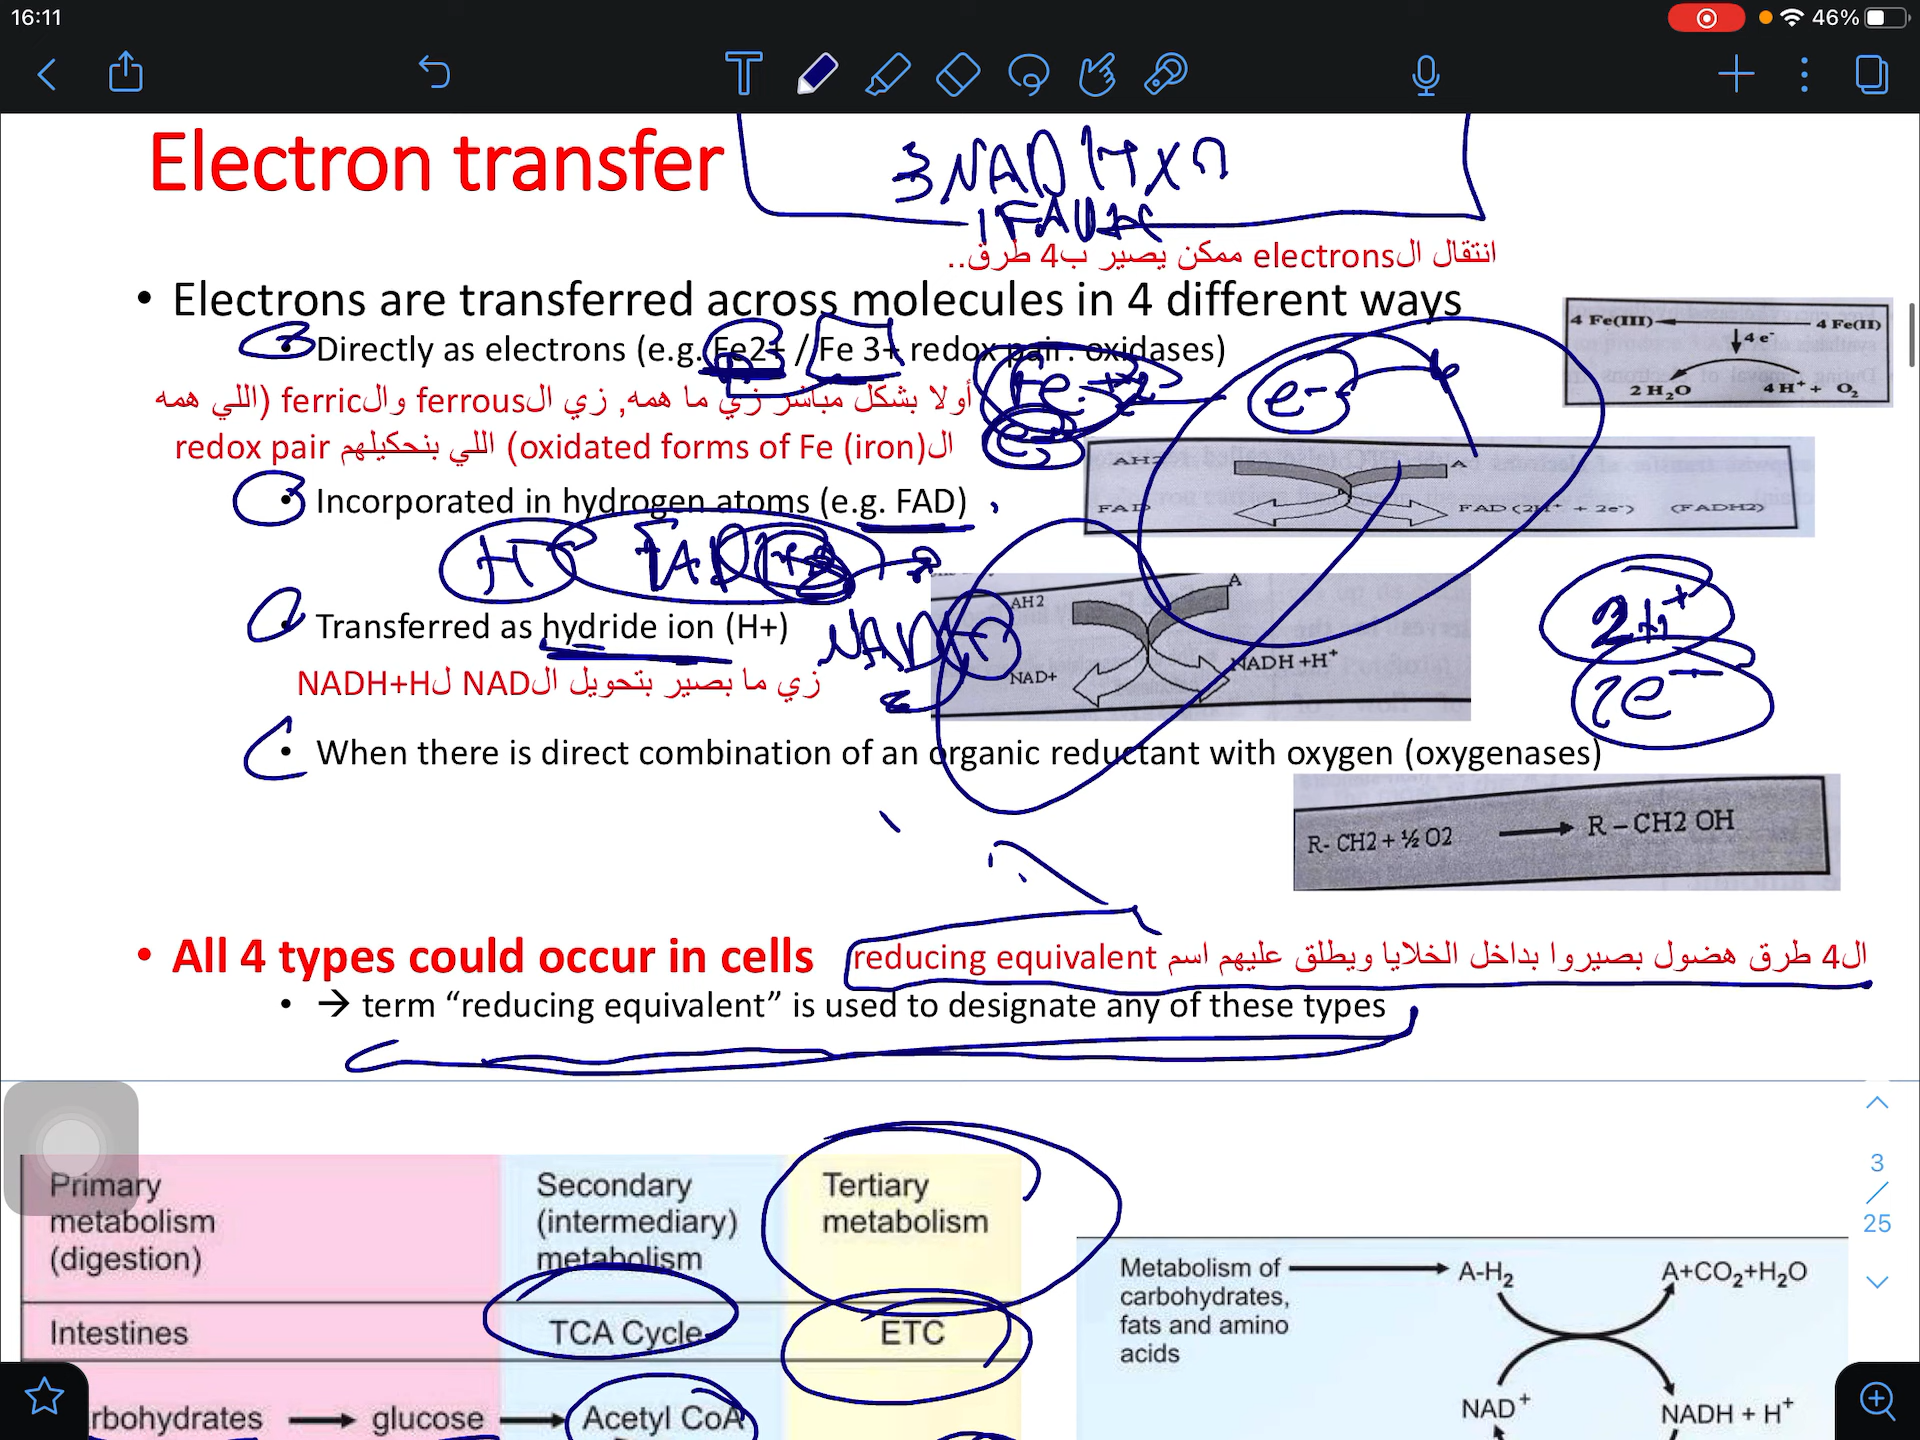 16:11
46%
Electron transfer
3 NADH x 2
1 FADH
انتقال الelectrons ممكن يصير ب4 طرق..
• Electrons are transferred across molecules in 4 different ways
• Directly as electrons (e.g. Fe2+ / Fe 3+ redox pair: oxidases)
أولا بشكل مباشر زي ما همه, زي الferrous والferric (اللي همه
الoxidated forms of Fe (iron)) اللي بنحكيلهم redox pair
4 Fe(III) 4 Fe(II)
4 e-
2 H2O 4 H+ + O2
e-
• Incorporated in hydrogen atoms (e.g. FAD)
AH2 A
FAD FAD (2H+ + 2e-) (FADH2)
H FADH2
• Transferred as hydride ion (H+)
زي ما بصير بتحويل الNAD لNADH+H
NAD
AH2 A
NAD+ NADH +H+
2H+
2e-
• When there is direct combination of an organic reductant with oxygen (oxygenases)
R- CH2 + ½ O2 → R – CH2 OH
• All 4 types could occur in cells
ال4 طرق هضول بصيروا بداخل الخلايا ويطلق عليهم اسم reducing equivalent
• → term “reducing equivalent” is used to designate any of these types
3
/
25
Primary metabolism (digestion)
Secondary (intermediary) metabolism
Tertiary metabolism
Intestines TCA Cycle ETC
rbohydrates → glucose → Acetyl CoA
Metabolism of carbohydrates, fats and amino acids
A-H2 A+CO2+H2O
NAD+ NADH + H+